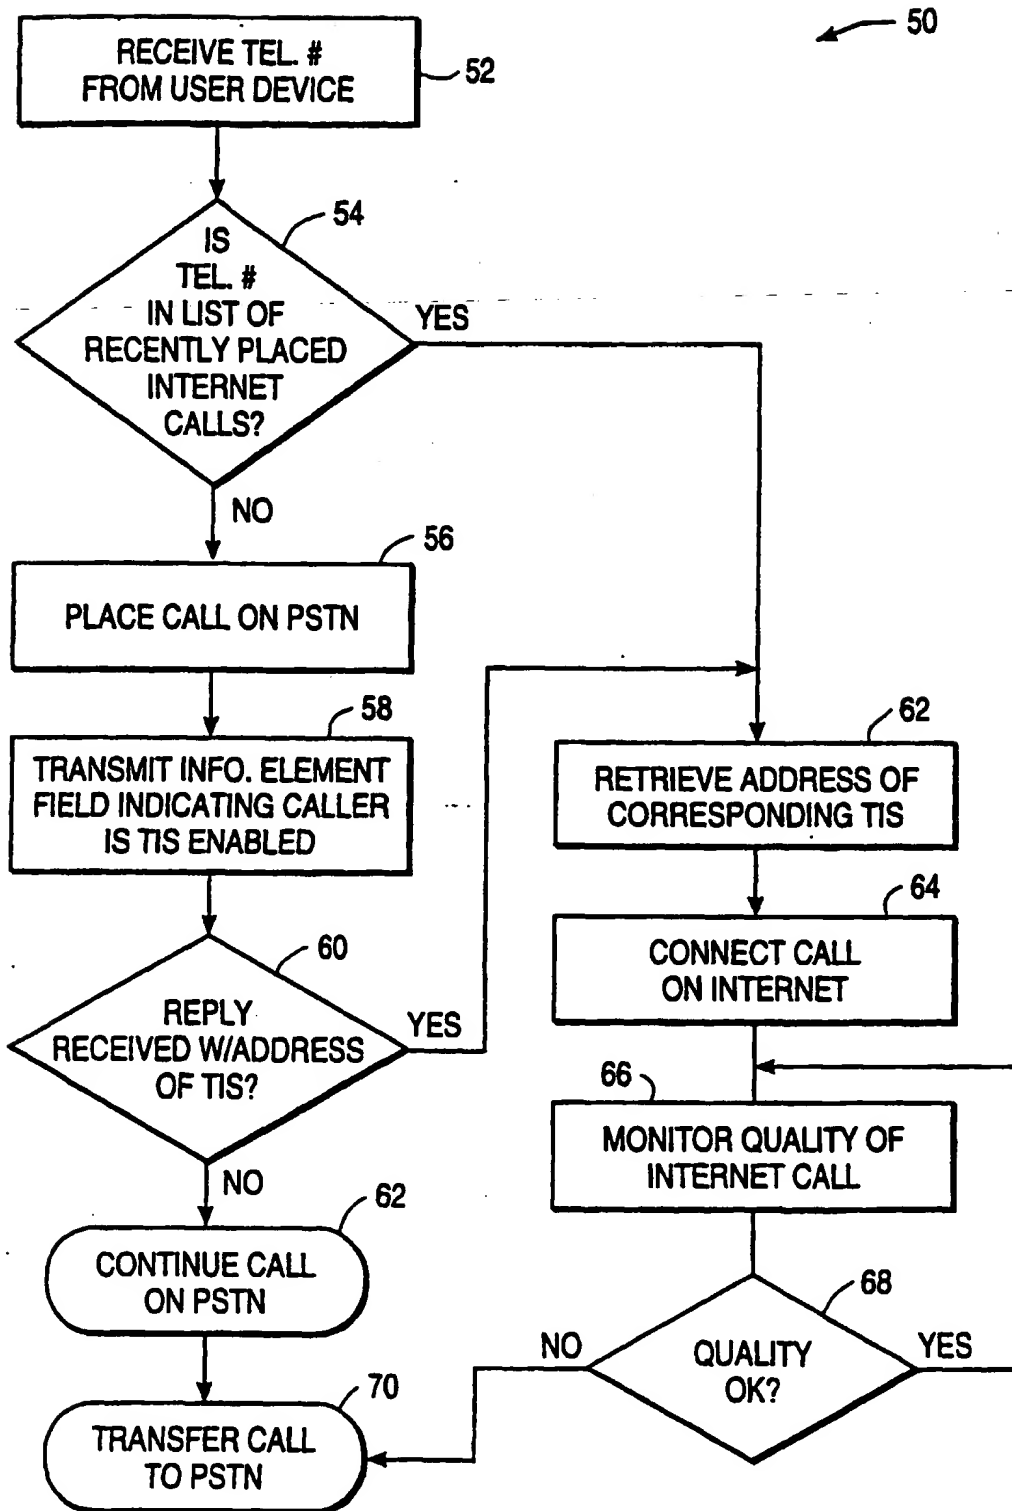 50
RECEIVE TEL. #
FROM USER DEVICE
52
54
IS
TEL. #
IN LIST OF
RECENTLY PLACED
INTERNET
CALLS?
YES
NO
56
PLACE CALL ON PSTN
58
TRANSMIT INFO. ELEMENT
FIELD INDICATING CALLER
IS TIS ENABLED
60
REPLY
RECEIVED W/ADDRESS
OF TIS?
YES
NO
62
CONTINUE CALL
ON PSTN
70
TRANSFER CALL
TO PSTN
62
RETRIEVE ADDRESS OF
CORRESPONDING TIS
64
CONNECT CALL
ON INTERNET
66
MONITOR QUALITY OF
INTERNET CALL
68
QUALITY
OK?
NO
YES